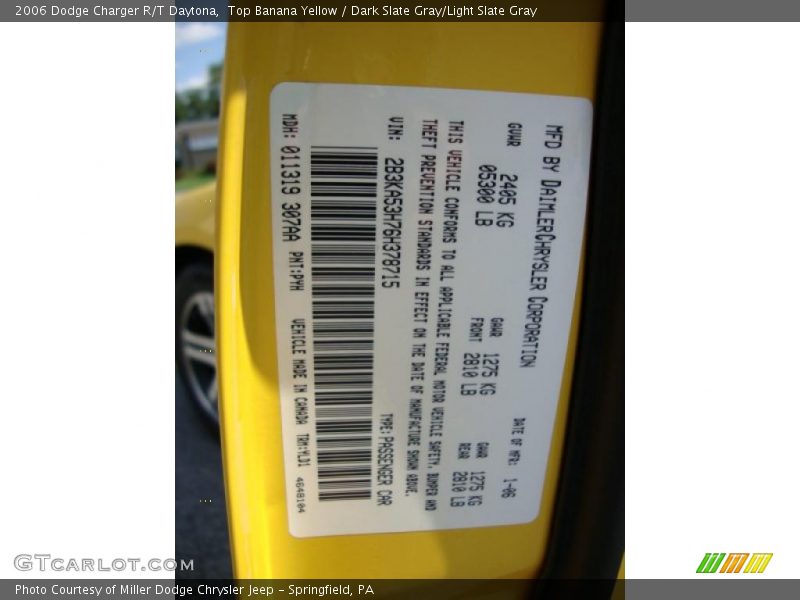 2006 Dodge Charger R/T Daytona,  Top Banana Yellow / Dark Slate Gray/Light Slate Gray
MFD BY DAIMLERCHRYSLER CORPORATION
DATE OF MFR: 1-06
GVWR
2405 KG
05300 LB
GAWR 1275 KG
FRONT 2810 LB
GAWR 1275 KG
REAR 2810 LB
THIS VEHICLE CONFORMS TO ALL APPLICABLE FEDERAL MOTOR VEHICLE SAFETY, BUMPER AND
THEFT PREVENTION STANDARDS IN EFFECT ON THE DATE OF MANUFACTURE SHOWN ABOVE.
VIN: 2B3KA53H76H378715
TYPE: PASSENGER CAR
MDH: 011319 307AA PNT:PYH VEHICLE MADE IN CANADA TRM:YLD1
4648104
GTCARLOT.COM
Photo Courtesy of Miller Dodge Chrysler Jeep - Springfield, PA